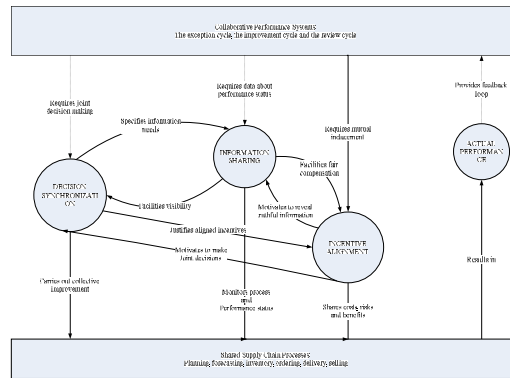 Collaborative Performance Systems
The exception cycle, the improvement cycle and the review cycle
Requires joint
decision making
Requires data about
performance status
Provides feedback
loop
Specifies information
needs
Requires mutual
inducement
ACTUAL
PERFORMAN
CE
INFORMATION
SHARING
Facilities fair
compensation
DECISION
SYNCHRONIZATI
ON
Facilities visibility
Motivates to reveal
truthful information
Justifies aligned incentives
Motivates to make
Joint decisions
INCENTIVE
ALIGNMENT
Results in
Carries out collective
improvement
Monitors process
and
Performance status
Shares costs, risks
and benefits
Shared Supply Chain Processes
Planning, forecasting, inventory, ordering, delivery, selling